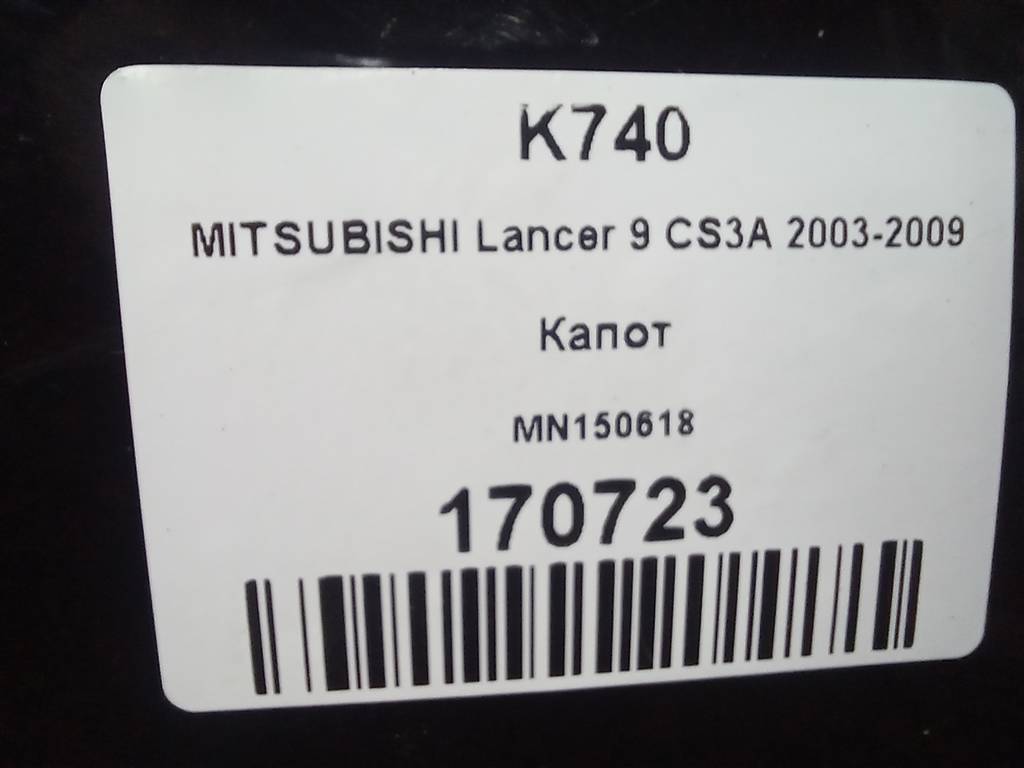 K740
MITSUBISHI Lancer 9 CS3A 2003-2009
Капот
MN150618
170723